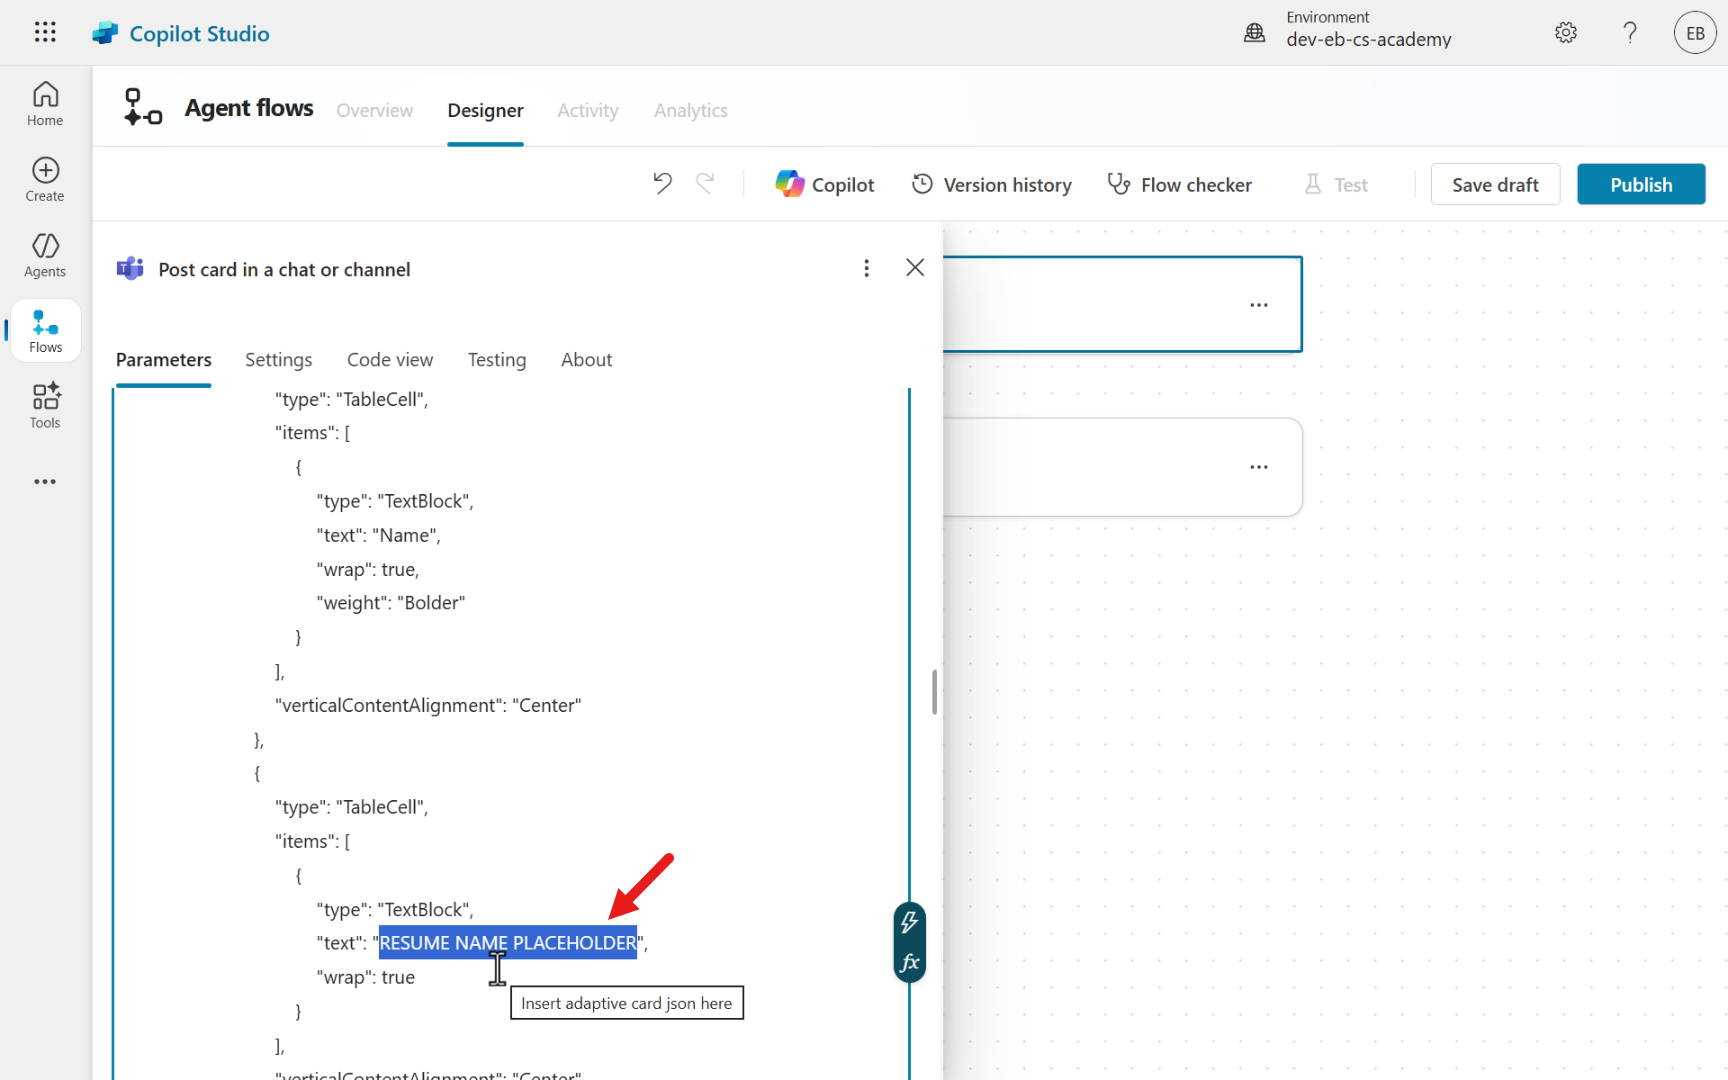 Copilot Studio
Environment
dev-eb-cs-academy
EB
Home
Create
Agents
Flows
Tools
Agent flows
Overview
Designer
Activity
Analytics
Copilot
Version history
Flow checker
Test
Save draft
Publish
Post card in a chat or channel
Parameters
Settings
Code view
Testing
About
"type": "TableCell",
"items": [
{
"type": "TextBlock",
"text": "Name",
"wrap": true,
"weight": "Bolder"
}
],
"verticalContentAlignment": "Center"
},
{
"type": "TableCell",
"items": [
{
"type": "TextBlock",
"text": "RESUME NAME PLACEHOLDER",
"wrap": true
}
Insert adaptive card json here
],
"verticalContentAlignment": "Center"
fx